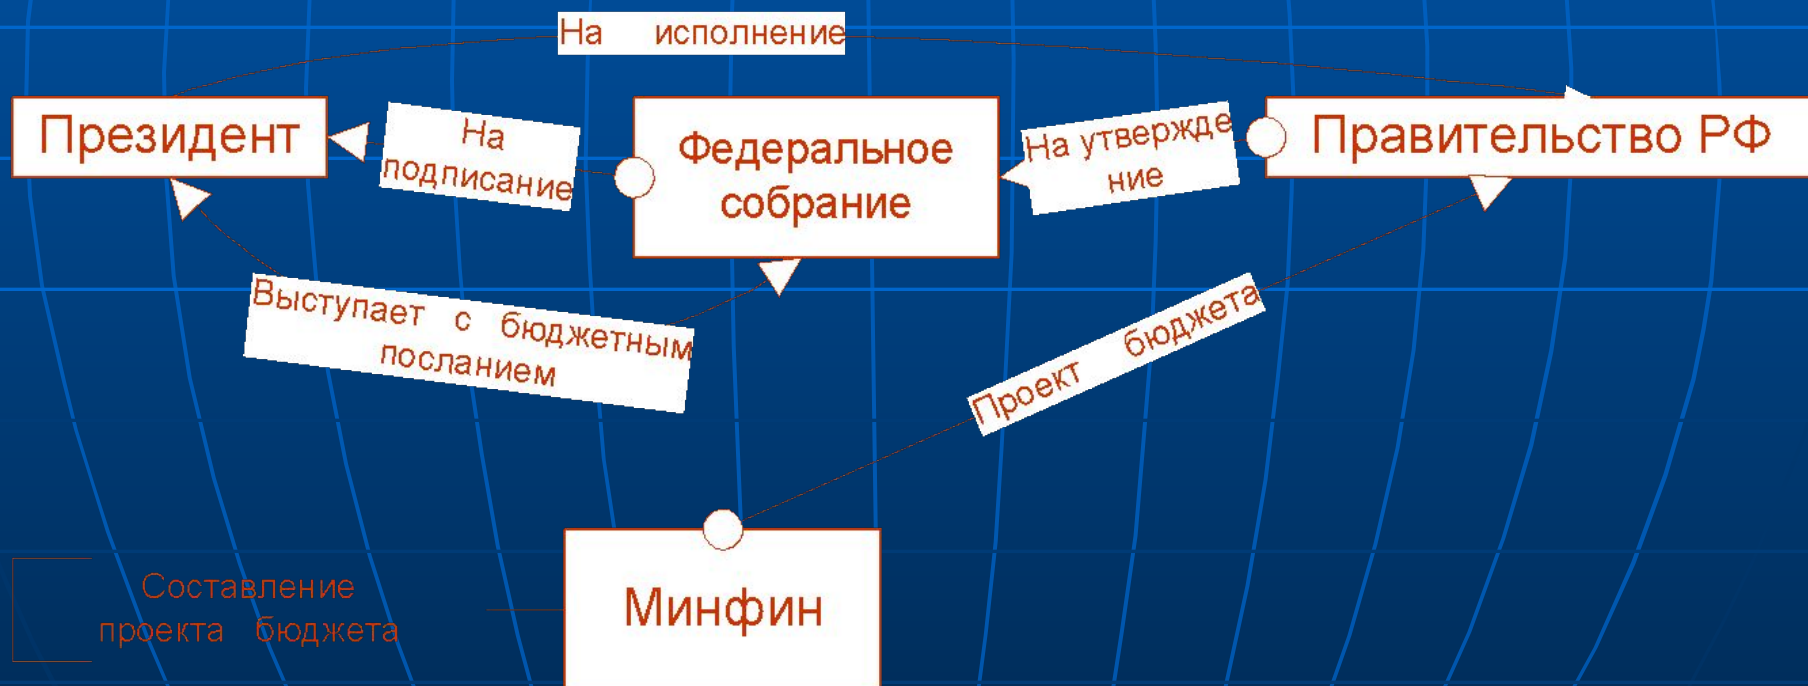 На исполнение
Президент
На
подписание
Федеральное
собрание
На утвержде
ние
Правительство РФ
Выступает с бюджетным
посланием
Проект бюджета
Составление
проекта бюджета
Минфин